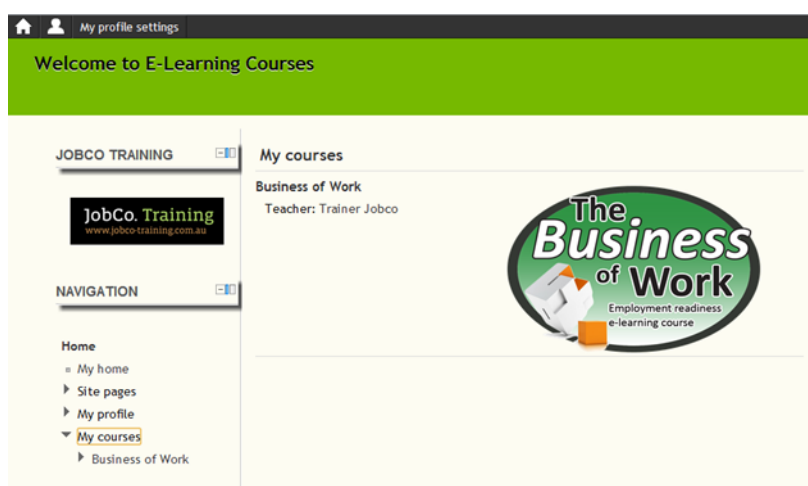 My profile settings
Welcome to E-Learning Courses
JOBCO TRAINING
JobCo. Training
www.jobco-training.com.au
NAVIGATION
Home
My home
Site pages
My profile
My courses
Business of Work
My courses
Business of Work
Teacher: Trainer Jobco
The
Business
of Work
Employment readiness
e-learning course